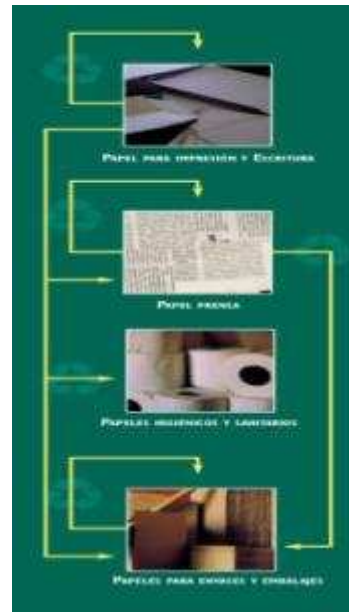 PAPEL PARA IMPRESIÓN Y ESCRITURA
PAPEL PRENSA
PAPELES HIGIÉNICOS Y SANITARIOS
PAPELES PARA ENVASES Y EMBALAJES